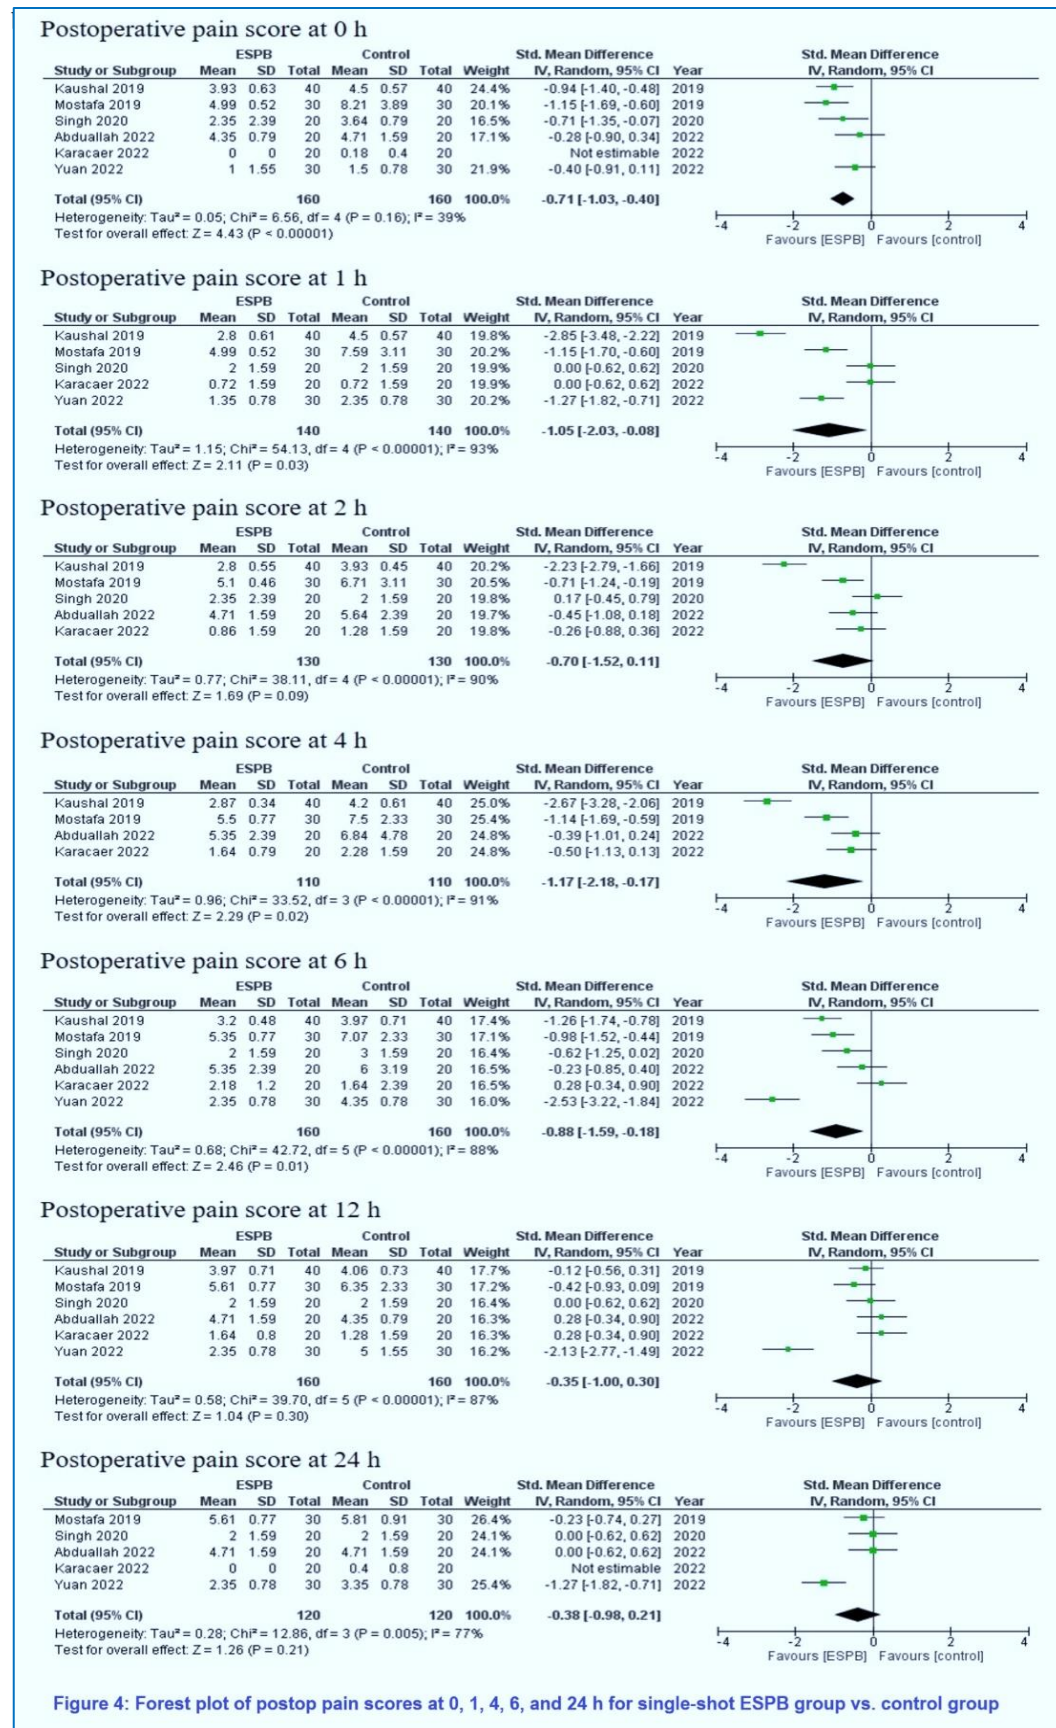 Postoperative pain score at 0 h
ESPB Control Std. Mean Difference Std. Mean Difference
Study or Subgroup Mean SD Total Mean SD Total Weight IV, Random, 95% CI Year IV, Random, 95% CI
Kaushal 2019 3.93 0.63 40 4.5 0.57 40 24.4% -0.94 [-1.40, -0.48] 2019
Mostafa 2019 4.99 0.52 30 8.21 3.89 30 20.1% -1.15 [-1.69, -0.60] 2019
Singh 2020 2.35 2.39 20 3.64 0.79 20 16.5% -0.71 [-1.35, -0.07] 2020
Abduallah 2022 4.35 0.79 20 4.71 1.59 20 17.1% -0.28 [-0.90, 0.34] 2022
Karacaer 2022 0 0 20 0.18 0.4 20 Not estimable 2022
Yuan 2022 1 1.55 30 1.5 0.78 30 21.9% -0.40 [-0.91, 0.11] 2022
Total (95% CI) 160 160 100.0% -0.71 [-1.03, -0.40]
Heterogeneity: Tau² = 0.05; Chi² = 6.56, df = 4 (P = 0.16); I² = 39%
Test for overall effect: Z = 4.43 (P < 0.00001)
-4 -2 0 2 4
Favours [ESPB] Favours [control]
Postoperative pain score at 1 h
ESPB Control Std. Mean Difference Std. Mean Difference
Study or Subgroup Mean SD Total Mean SD Total Weight IV, Random, 95% CI Year IV, Random, 95% CI
Kaushal 2019 2.8 0.61 40 4.5 0.57 40 19.8% -2.85 [-3.48, -2.22] 2019
Mostafa 2019 4.99 0.52 30 7.59 3.11 30 20.2% -1.15 [-1.70, -0.60] 2019
Singh 2020 2 1.59 20 2 1.59 20 19.9% 0.00 [-0.62, 0.62] 2020
Karacaer 2022 0.72 1.59 20 0.72 1.59 20 19.9% 0.00 [-0.62, 0.62] 2022
Yuan 2022 1.35 0.78 30 2.35 0.78 30 20.2% -1.27 [-1.82, -0.71] 2022
Total (95% CI) 140 140 100.0% -1.05 [-2.03, -0.08]
Heterogeneity: Tau² = 1.15; Chi² = 54.13, df = 4 (P < 0.00001); I² = 93%
Test for overall effect: Z = 2.11 (P = 0.03)
-4 -2 0 2 4
Favours [ESPB] Favours [control]
Postoperative pain score at 2 h
ESPB Control Std. Mean Difference Std. Mean Difference
Study or Subgroup Mean SD Total Mean SD Total Weight IV, Random, 95% CI Year IV, Random, 95% CI
Kaushal 2019 2.8 0.55 40 3.93 0.45 40 20.2% -2.23 [-2.79, -1.66] 2019
Mostafa 2019 5.1 0.46 30 6.71 3.11 30 20.5% -0.71 [-1.24, -0.19] 2019
Singh 2020 2.35 2.39 20 2 1.59 20 19.8% 0.17 [-0.45, 0.79] 2020
Abduallah 2022 4.71 1.59 20 5.64 2.39 20 19.7% -0.45 [-1.08, 0.18] 2022
Karacaer 2022 0.86 1.59 20 1.28 1.59 20 19.8% -0.26 [-0.88, 0.36] 2022
Total (95% CI) 130 130 100.0% -0.70 [-1.52, 0.11]
Heterogeneity: Tau² = 0.77; Chi² = 38.11, df = 4 (P < 0.00001); I² = 90%
Test for overall effect: Z = 1.69 (P = 0.09)
-4 -2 0 2 4
Favours [ESPB] Favours [control]
Postoperative pain score at 4 h
ESPB Control Std. Mean Difference Std. Mean Difference
Study or Subgroup Mean SD Total Mean SD Total Weight IV, Random, 95% CI Year IV, Random, 95% CI
Kaushal 2019 2.87 0.34 40 4.2 0.61 40 25.0% -2.67 [-3.28, -2.06] 2019
Mostafa 2019 5.5 0.77 30 7.5 2.33 30 25.4% -1.14 [-1.69, -0.59] 2019
Abduallah 2022 5.35 2.39 20 6.84 4.78 20 24.8% -0.39 [-1.01, 0.24] 2022
Karacaer 2022 1.64 0.79 20 2.28 1.59 20 24.8% -0.50 [-1.13, 0.13] 2022
Total (95% CI) 110 110 100.0% -1.17 [-2.18, -0.17]
Heterogeneity: Tau² = 0.96; Chi² = 33.52, df = 3 (P < 0.00001); I² = 91%
Test for overall effect: Z = 2.29 (P = 0.02)
-4 -2 0 2 4
Favours [ESPB] Favours [control]
Postoperative pain score at 6 h
ESPB Control Std. Mean Difference Std. Mean Difference
Study or Subgroup Mean SD Total Mean SD Total Weight IV, Random, 95% CI Year IV, Random, 95% CI
Kaushal 2019 3.2 0.48 40 3.97 0.71 40 17.4% -1.26 [-1.74, -0.78] 2019
Mostafa 2019 5.35 0.77 30 7.07 2.33 30 17.1% -0.98 [-1.52, -0.44] 2019
Singh 2020 2 1.59 20 3 1.59 20 16.4% -0.62 [-1.25, 0.02] 2020
Abduallah 2022 5.35 2.39 20 6 3.19 20 16.5% -0.23 [-0.85, 0.40] 2022
Karacaer 2022 2.18 1.2 20 1.64 2.39 20 16.5% 0.28 [-0.34, 0.90] 2022
Yuan 2022 2.35 0.78 30 4.35 0.78 30 16.0% -2.53 [-3.22, -1.84] 2022
Total (95% CI) 160 160 100.0% -0.88 [-1.59, -0.18]
Heterogeneity: Tau² = 0.68; Chi² = 42.72, df = 5 (P < 0.00001); I² = 88%
Test for overall effect: Z = 2.46 (P = 0.01)
-4 -2 0 2 4
Favours [ESPB] Favours [control]
Postoperative pain score at 12 h
ESPB Control Std. Mean Difference Std. Mean Difference
Study or Subgroup Mean SD Total Mean SD Total Weight IV, Random, 95% CI Year IV, Random, 95% CI
Kaushal 2019 3.97 0.71 40 4.06 0.73 40 17.7% -0.12 [-0.56, 0.31] 2019
Mostafa 2019 5.61 0.77 30 6.35 2.33 30 17.2% -0.42 [-0.93, 0.09] 2019
Singh 2020 2 1.59 20 2 1.59 20 16.4% 0.00 [-0.62, 0.62] 2020
Abduallah 2022 4.71 1.59 20 4.35 0.79 20 16.3% 0.28 [-0.34, 0.90] 2022
Karacaer 2022 1.64 0.8 20 1.28 1.59 20 16.3% 0.28 [-0.34, 0.90] 2022
Yuan 2022 2.35 0.78 30 5 1.55 30 16.2% -2.13 [-2.77, -1.49] 2022
Total (95% CI) 160 160 100.0% -0.35 [-1.00, 0.30]
Heterogeneity: Tau² = 0.58; Chi² = 39.70, df = 5 (P < 0.00001); I² = 87%
Test for overall effect: Z = 1.04 (P = 0.30)
-4 -2 0 2 4
Favours [ESPB] Favours [control]
Postoperative pain score at 24 h
ESPB Control Std. Mean Difference Std. Mean Difference
Study or Subgroup Mean SD Total Mean SD Total Weight IV, Random, 95% CI Year IV, Random, 95% CI
Mostafa 2019 5.61 0.77 30 5.81 0.91 30 26.4% -0.23 [-0.74, 0.27] 2019
Singh 2020 2 1.59 20 2 1.59 20 24.1% 0.00 [-0.62, 0.62] 2020
Abduallah 2022 4.71 1.59 20 4.71 1.59 20 24.1% 0.00 [-0.62, 0.62] 2022
Karacaer 2022 0 0 20 0.4 0.8 20 Not estimable 2022
Yuan 2022 2.35 0.78 30 3.35 0.78 30 25.4% -1.27 [-1.82, -0.71] 2022
Total (95% CI) 120 120 100.0% -0.38 [-0.98, 0.21]
Heterogeneity: Tau² = 0.28; Chi² = 12.86, df = 3 (P = 0.005); I² = 77%
Test for overall effect: Z = 1.26 (P = 0.21)
-4 -2 0 2 4
Favours [ESPB] Favours [control]
Figure 4: Forest plot of postop pain scores at 0, 1, 4, 6, and 24 h for single-shot ESPB group vs. control group